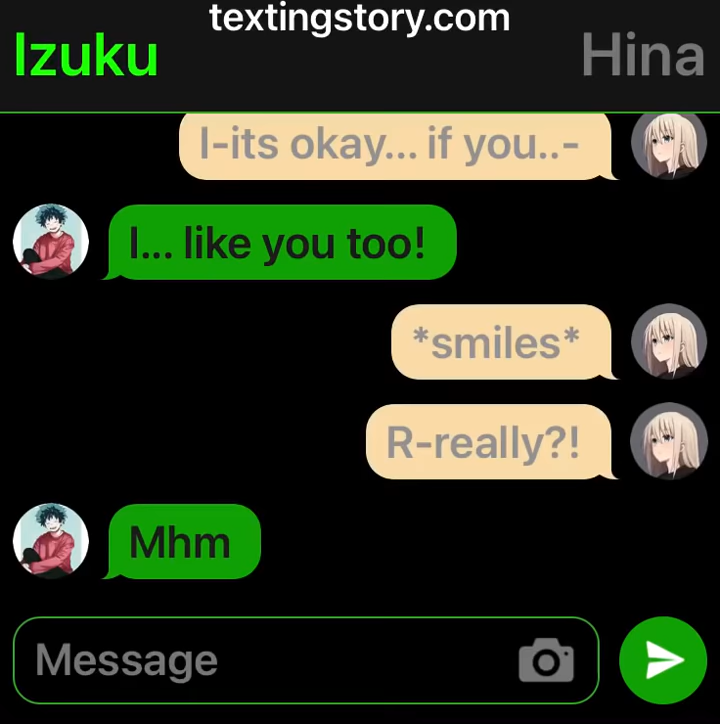 textingstory.com
Izuku Hina
I-its okay... if you..-
I... like you too!
*smiles*
R-really?!
Mhm
Message